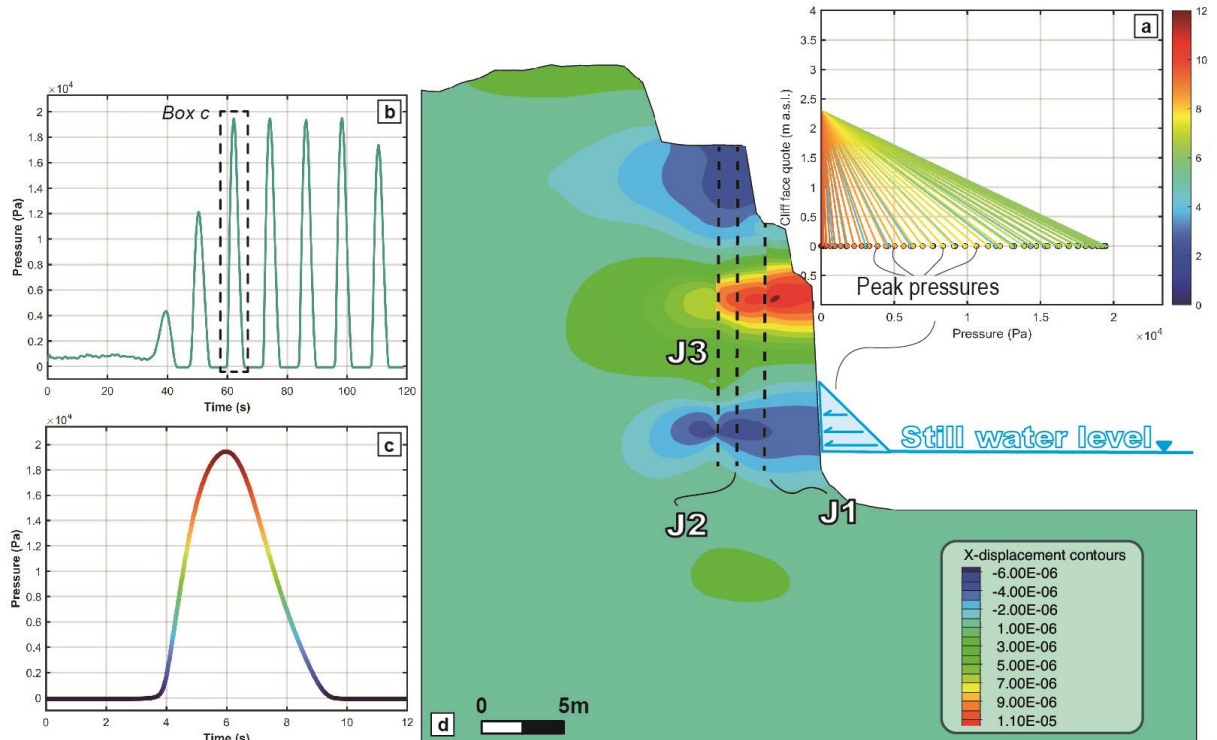 b
×10⁴
Box c
2
1.8
1.6
1.4
1.2
1
0.8
0.6
0.4
0.2
0
Pressure (Pa)
0 20 40 60 80 100 120
Time (s)
c
×10⁴
2
1.8
1.6
1.4
1.2
1
0.8
0.6
0.4
0.2
0
Pressure (Pa)
0 2 4 6 8 10 12
Time (s)
a
4
3.5
3
2.5
2
1.5
1
0.5
0
0.5
Cliff face quote (m a.s.l.)
Peak pressures
0 0.5 1 1.5 2
Pressure (Pa)
×10⁴
12
10
8
6
4
2
0
J3
J2
J1
Still water level
d
0 5m
X-displacement contours
-6.00E-06
-4.00E-06
-2.00E-06
1.00E-06
3.00E-06
5.00E-06
7.00E-06
9.00E-06
1.10E-05